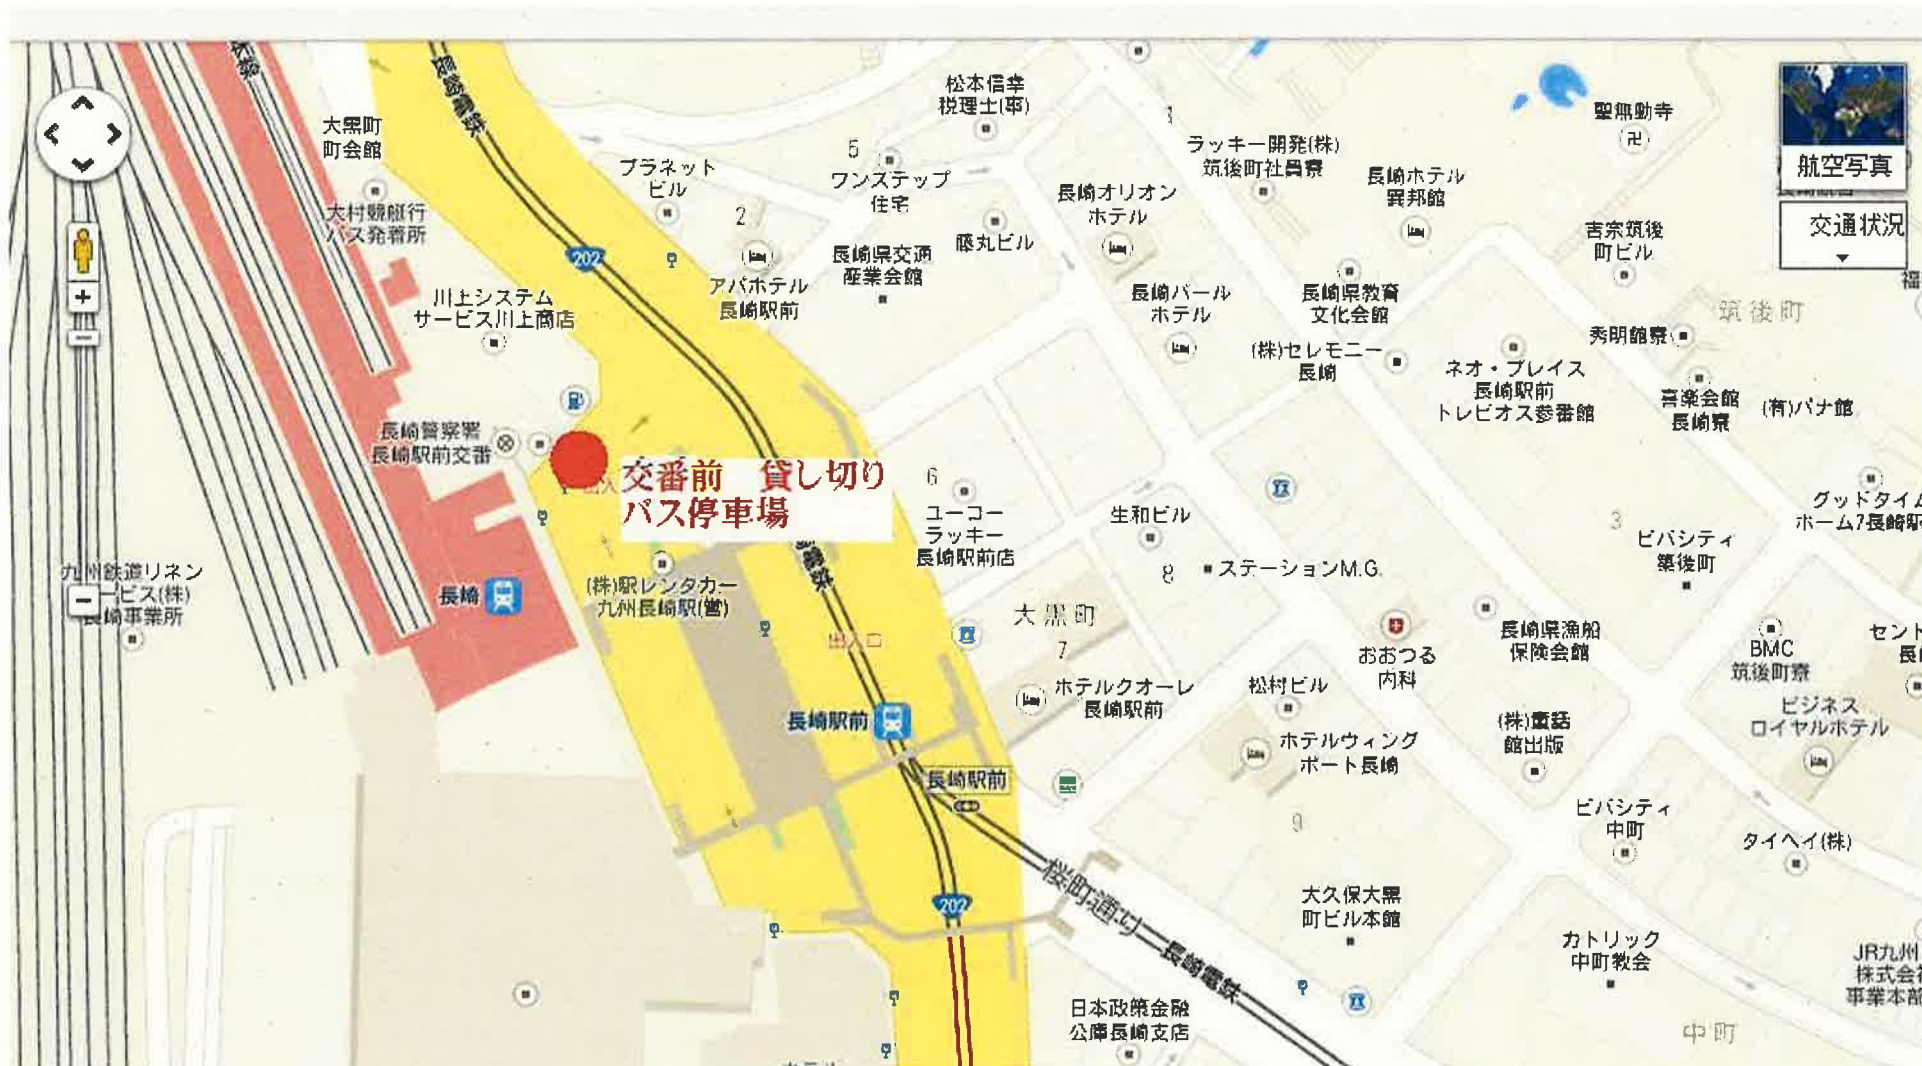 本線
長崎電鉄
大黒町
町会館
大村競艇行
バス発着所
川上システム
サービス川上商店
長崎警察署
長崎駅前交番
九州鉄道リネン
ービス(株)
長崎事業所
長崎
202
プラネット
ビル
2
アパホテル
長崎駅前
松本信幸
税理士(事)
5
ワンステップ
住宅
長崎県交通
産業会館
藤丸ビル
1
ラッキー開発(株)
筑後町社員寮
長崎オリオン
ホテル
長崎ホテル
異邦館
長崎パール
ホテル
長崎県教育
文化会館
(株)セレモニー
長崎
聖無動寺
航空写真
交通状況
吉宗筑後
町ビル
筑後町
秀明館寮
ネオ・プレイス
長崎駅前
トレビオス参番館
喜楽会館
長崎寮
(有)パナ館
交番前 貸し切り
バス停車場
(株)駅レンタカー
九州長崎駅(営)
出入口
長崎駅前
長崎駅前
6
ユーコー
ラッキー
長崎駅前店
生和ビル
8
ステーションM.G.
大黒町
7
ホテルクオーレ
長崎駅前
3
ビバシティ
築後町
グッドタイム
ホーム7長崎駅
おおつる
内科
長崎県漁船
保険会館
BMC
筑後町寮
セント
松村ビル
ホテルウィング
ポート長崎
(株)童話
館出版
ビジネス
ロイヤルホテル
9
ビバシティ
中町
タイヘイ(株)
202
桜町通り
長崎電鉄
大久保大黒
町ビル本館
カトリック
中町教会
JR九州
株式会社
事業本部
日本政策金融
公庫長崎支店
中町